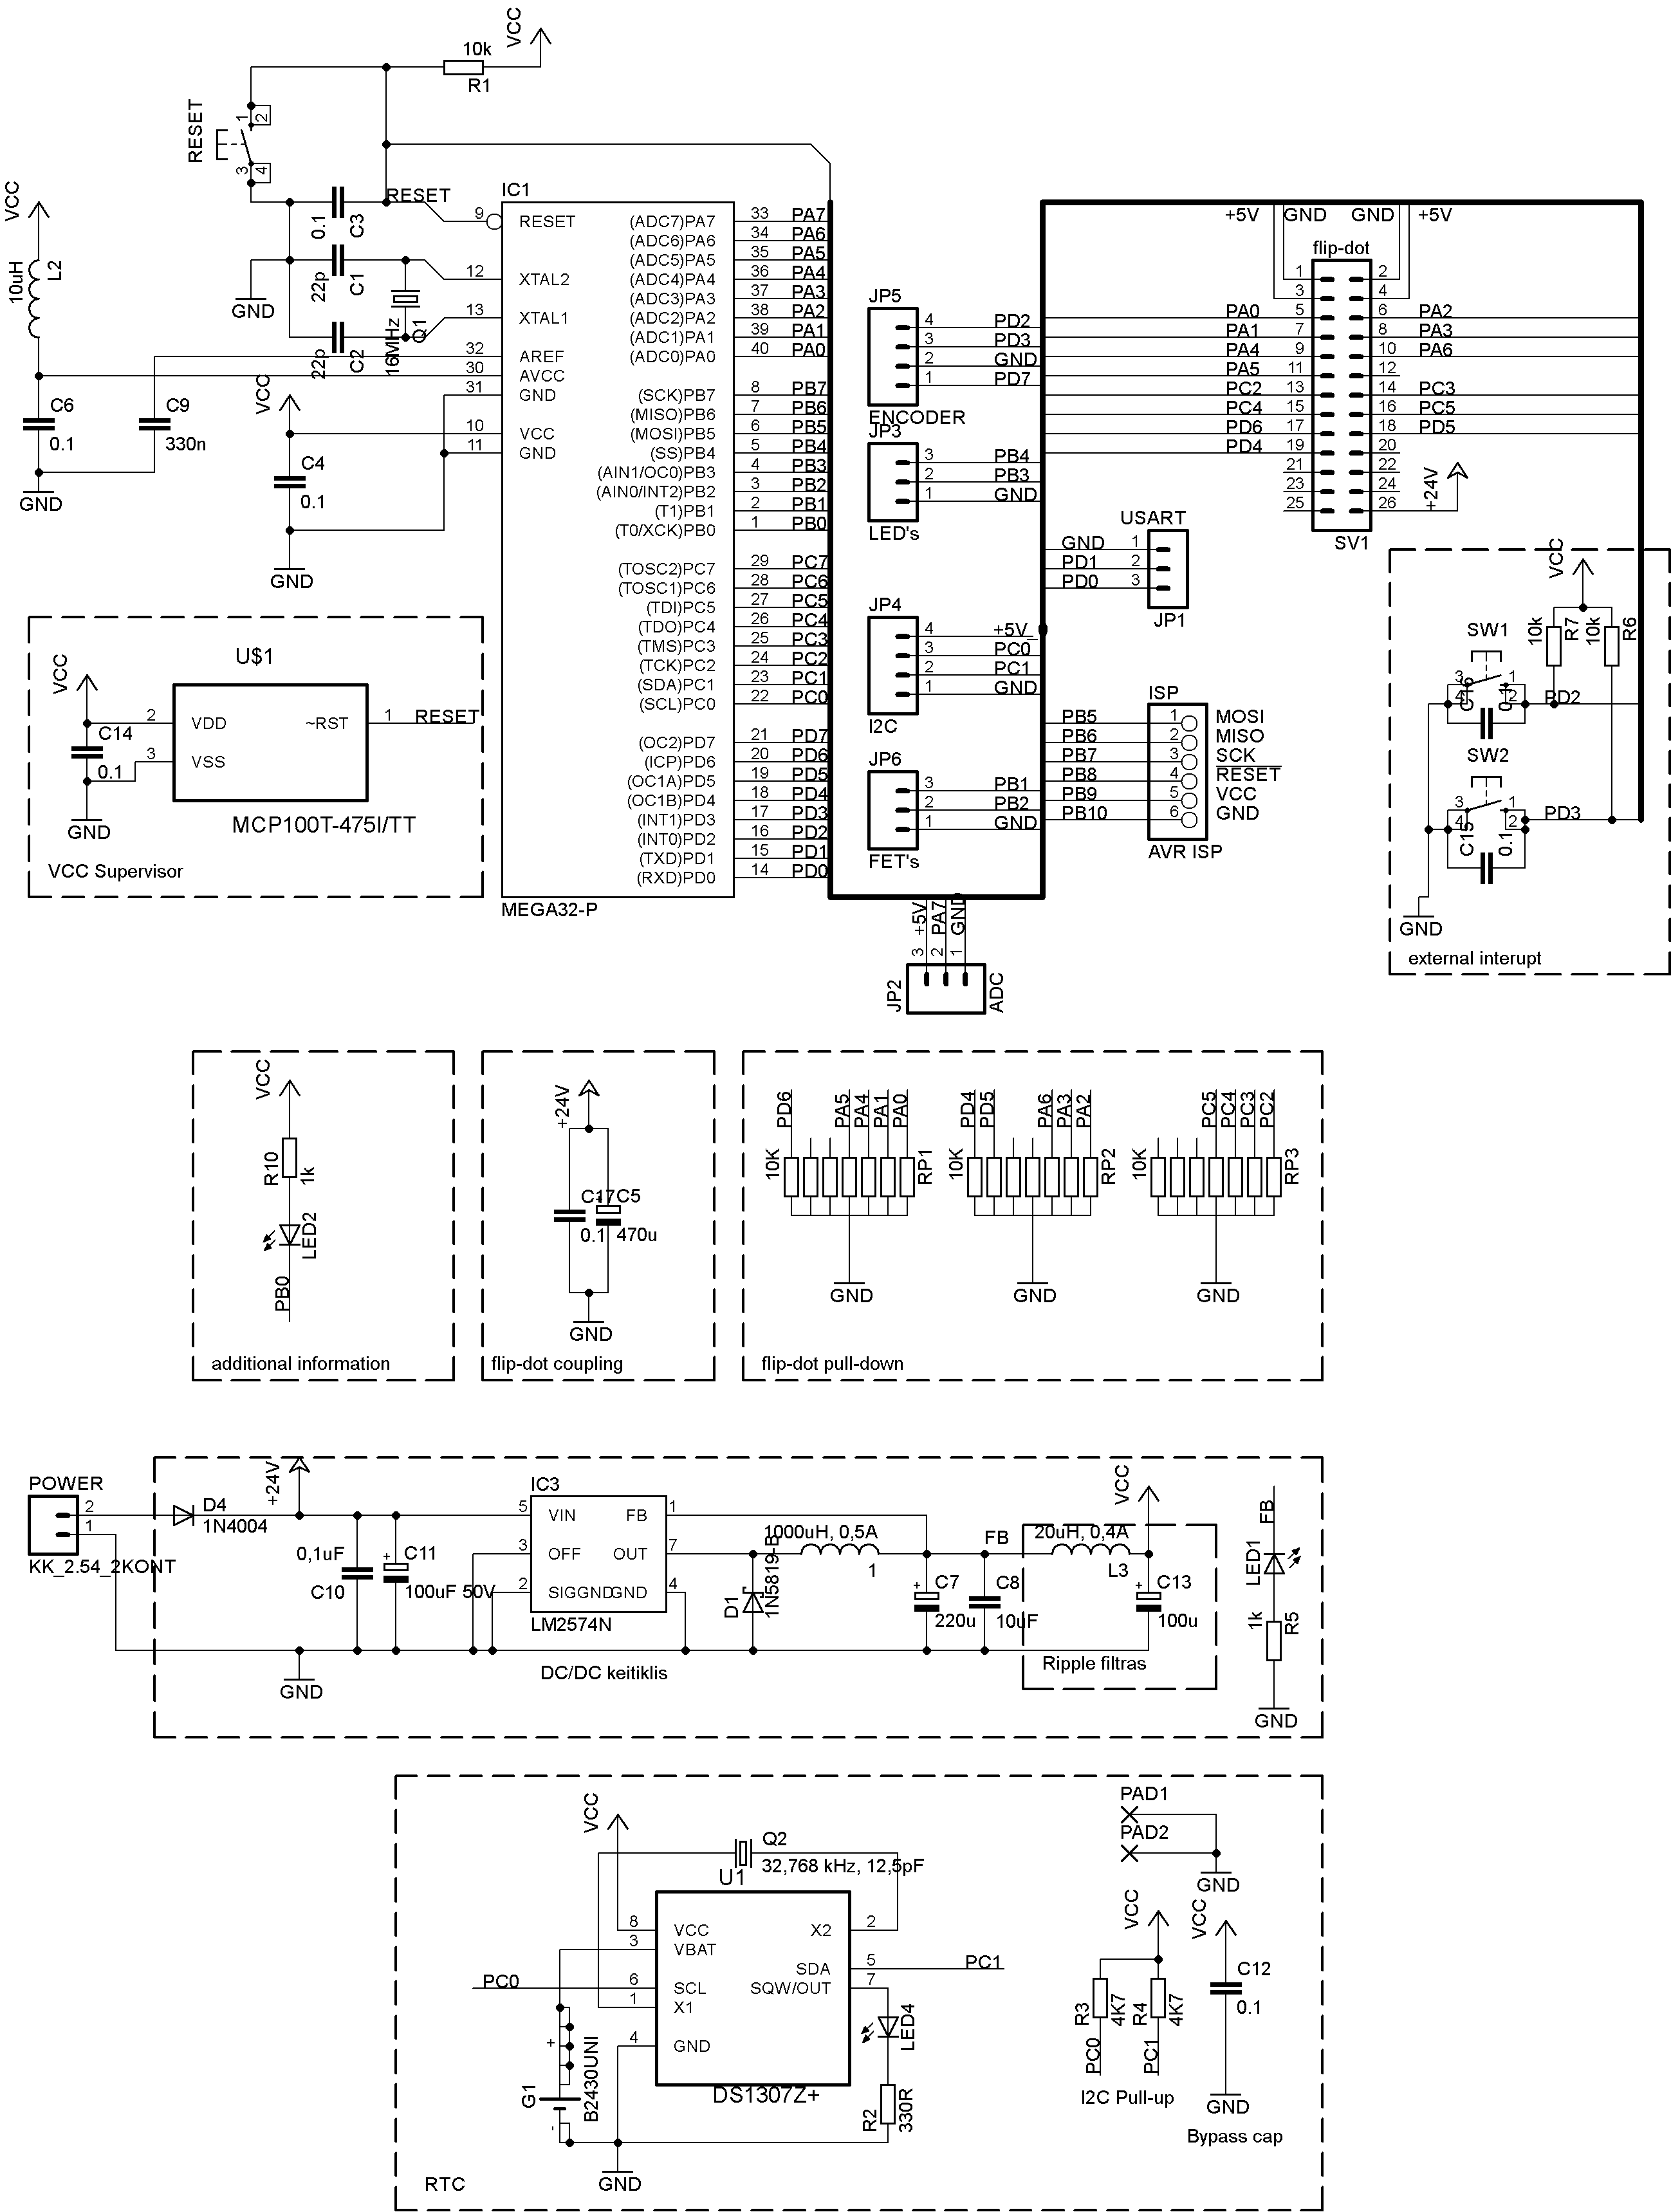 VCC
10k
R1
RESET
1
2
3
4
VCC
10uH
L2
0.1
C3
RESET
22p
C1
GND
22p
C2
16MHz
Q1
C6
0.1
GND
C9
330n
VCC
C4
0.1
GND
IC1
9 RESET
12 XTAL2
13 XTAL1
32 AREF
30 AVCC
31 GND
10 VCC
11 GND
(ADC7)PA7 33 PA7
(ADC6)PA6 34 PA6
(ADC5)PA5 35 PA5
(ADC4)PA4 36 PA4
(ADC3)PA3 37 PA3
(ADC2)PA2 38 PA2
(ADC1)PA1 39 PA1
(ADC0)PA0 40 PA0
(SCK)PB7 8 PB7
(MISO)PB6 7 PB6
(MOSI)PB5 6 PB5
(SS)PB4 5 PB4
(AIN1/OC0)PB3 4 PB3
(AIN0/INT2)PB2 3 PB2
(T1)PB1 2 PB1
(T0/XCK)PB0 1 PB0
(TOSC2)PC7 29 PC7
(TOSC1)PC6 28 PC6
(TDI)PC5 27 PC5
(TDO)PC4 26 PC4
(TMS)PC3 25 PC3
(TCK)PC2 24 PC2
(SDA)PC1 23 PC1
(SCL)PC0 22 PC0
(OC2)PD7 21 PD7
(ICP)PD6 20 PD6
(OC1A)PD5 19 PD5
(OC1B)PD4 18 PD4
(INT1)PD3 17 PD3
(INT0)PD2 16 PD2
(TXD)PD1 15 PD1
(RXD)PD0 14 PD0
MEGA32-P
U$1
VCC
2 VDD
3 VSS
~RST 1 RESET
C14
0.1
GND
MCP100T-475I/TT
VCC Supervisor
JP5
4 PD2
3 PD3
2 GND
1 PD7
ENCODER
JP3
3 PB4
2 PB3
1 GND
LED's
JP4
4 +5V
3 PC0
2 PC1
1 GND
I2C
JP6
3 PB1
2 PB2
1 GND
FET's
+5V
PA7
GND
3
2
1
JP2
ADC
+5V GND GND +5V
flip-dot
1 2
3 4
PA0 5 6 PA2
PA1 7 8 PA3
PA4 9 10 PA6
PA5 11 12
PC2 13 14 PC3
PC4 15 16 PC5
PD6 17 18 PD5
PD4 19 20
21 22
23 24
25 26
+24V
SV1
USART
GND 1
PD1 2
PD0 3
JP1
ISP
PB5 1 MOSI
PB6 2 MISO
PB7 3 SCK
PB8 4 RESET
PB9 5 VCC
PB10 6 GND
AVR ISP
VCC
10k
R7
10k
R6
SW1
3 1
4 2
C16
0.1
PD2
SW2
3 1
4 2
C15
0.1
PD3
GND
external interupt
VCC
R10
1k
LED2
PB0
additional information
+24V
C17
0.1
C5
470u
GND
flip-dot coupling
PD6
PA5
PA4
PA1
PA0
10K
RP1
GND
PD4
PD5
PA6
PA3
PA2
10K
RP2
GND
PC5
PC4
PC3
PC2
10K
RP3
GND
flip-dot pull-down
POWER
2
1
KK_2.54_2KONT
D4
1N4004
+24V
0,1uF
C10
C11
100uF 50V
GND
IC3
5 VIN FB 1
3 OFF OUT 7
2 SIGGND GND 4
LM2574N
DC/DC keitiklis
D1
1N5819-B
1000uH, 0,5A
1
C7
220u
FB
C8
10uF
20uH, 0,4A
L3
VCC
C13
100u
Ripple filtras
FB
LED1
1k
R5
GND
VCC
Q2
32,768 kHz, 12,5pF
U1
8 VCC
3 VBAT
6 SCL
1 X1
4 GND
X2 2
SDA 5
SQW/OUT 7
PC0
PC1
DS1307Z+
G1
B2430UNI
+
-
LED4
R2
330R
GND
RTC
PAD1
PAD2
GND
VCC
R3
4K7
R4
4K7
PC0
PC1
I2C Pull-up
VCC
C12
0.1
GND
Bypass cap